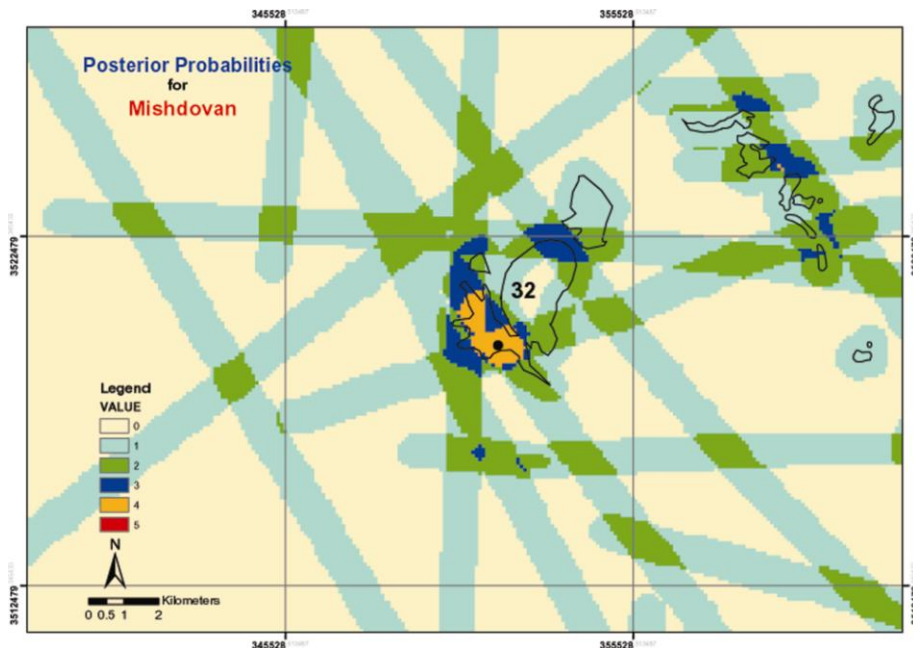 345528
355528
Posterior Probabilities
for
Mishdovan
3522479
32
Legend
VALUE
0
1
2
3
4
5
N
Kilometers
0 0.5 1 2
3512479
345528
355528